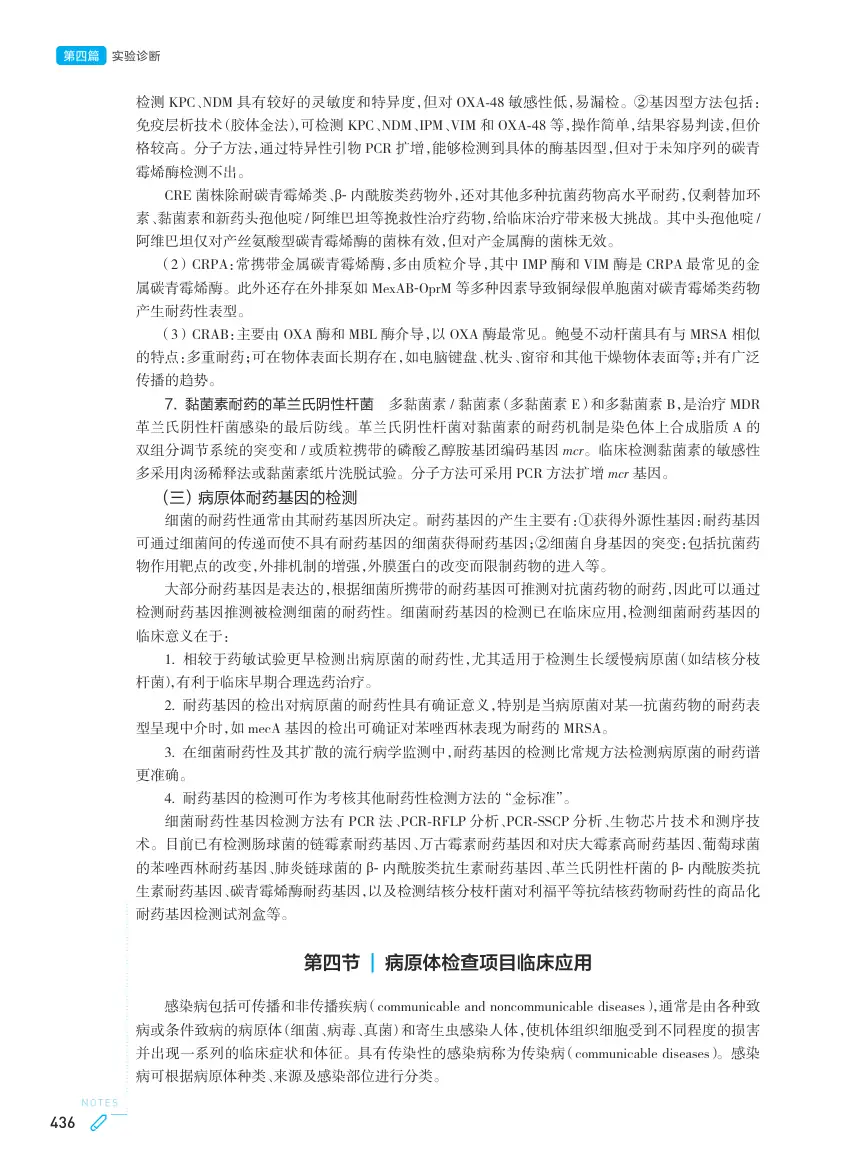 第四篇 实验诊断
检测 KPC、NDM 具有较好的灵敏度和特异度，但对 OXA-48 敏感性低，易漏检。②基因型方法包括：
免疫层析技术（胶体金法），可检测 KPC、NDM、IPM、VIM 和 OXA-48 等，操作简单，结果容易判读，但价
格较高。分子方法，通过特异性引物 PCR 扩增，能够检测到具体的酶基因型，但对于未知序列的碳青
霉烯酶检测不出。
CRE 菌株除耐碳青霉烯类、β- 内酰胺类药物外，还对其他多种抗菌药物高水平耐药，仅剩替加环
素、黏菌素和新药头孢他啶 / 阿维巴坦等挽救性治疗药物，给临床治疗带来极大挑战。其中头孢他啶 /
阿维巴坦仅对产丝氨酸型碳青霉烯酶的菌株有效，但对产金属酶的菌株无效。
（2）CRPA：常携带金属碳青霉烯酶，多由质粒介导，其中 IMP 酶和 VIM 酶是 CRPA 最常见的金
属碳青霉烯酶。此外还存在外排泵如 MexAB-OprM 等多种因素导致铜绿假单胞菌对碳青霉烯类药物
产生耐药性表型。
（3）CRAB：主要由 OXA 酶和 MBL 酶介导，以 OXA 酶最常见。鲍曼不动杆菌具有与 MRSA 相似
的特点：多重耐药；可在物体表面长期存在，如电脑键盘、枕头、窗帘和其他干燥物体表面等；并有广泛
传播的趋势。
7. 黏菌素耐药的革兰氏阴性杆菌 多黏菌素 / 黏菌素（多黏菌素 E）和多黏菌素 B，是治疗 MDR
革兰氏阴性杆菌感染的最后防线。革兰氏阴性杆菌对黏菌素的耐药机制是染色体上合成脂质 A 的
双组分调节系统的突变和 / 或质粒携带的磷酸乙醇胺基团编码基因 mcr。临床检测黏菌素的敏感性
多采用肉汤稀释法或黏菌素纸片洗脱试验。分子方法可采用 PCR 方法扩增 mcr 基因。
（三）病原体耐药基因的检测
细菌的耐药性通常由其耐药基因所决定。耐药基因的产生主要有：①获得外源性基因：耐药基因
可通过细菌间的传递而使不具有耐药基因的细菌获得耐药基因；②细菌自身基因的突变：包括抗菌药
物作用靶点的改变，外排机制的增强，外膜蛋白的改变而限制药物的进入等。
大部分耐药基因是表达的，根据细菌所携带的耐药基因可推测对抗菌药物的耐药，因此可以通过
检测耐药基因推测被检测细菌的耐药性。细菌耐药基因的检测已在临床应用，检测细菌耐药基因的
临床意义在于：
1. 相较于药敏试验更早检测出病原菌的耐药性，尤其适用于检测生长缓慢病原菌（如结核分枝
杆菌），有利于临床早期合理选药治疗。
2. 耐药基因的检出对病原菌的耐药性具有确证意义，特别是当病原菌对某一抗菌药物的耐药表
型呈现中介时，如 mecA 基因的检出可确证对苯唑西林表现为耐药的 MRSA。
3. 在细菌耐药性及其扩散的流行病学监测中，耐药基因的检测比常规方法检测病原菌的耐药谱
更准确。
4. 耐药基因的检测可作为考核其他耐药性检测方法的“金标准”。
细菌耐药性基因检测方法有 PCR 法、PCR-RFLP 分析、PCR-SSCP 分析、生物芯片技术和测序技
术。目前已有检测肠球菌的链霉素耐药基因、万古霉素耐药基因和对庆大霉素高耐药基因、葡萄球菌
的苯唑西林耐药基因、肺炎链球菌的 β- 内酰胺类抗生素耐药基因、革兰氏阴性杆菌的 β- 内酰胺类抗
生素耐药基因、碳青霉烯酶耐药基因，以及检测结核分枝杆菌对利福平等抗结核药物耐药性的商品化
耐药基因检测试剂盒等。
第四节 | 病原体检查项目临床应用
感染病包括可传播和非传播疾病（communicable and noncommunicable diseases），通常是由各种致
病或条件致病的病原体（细菌、病毒、真菌）和寄生虫感染人体，使机体组织细胞受到不同程度的损害
并出现一系列的临床症状和体征。具有传染性的感染病称为传染病（communicable diseases）。感染
病可根据病原体种类、来源及感染部位进行分类。
NOTES
436